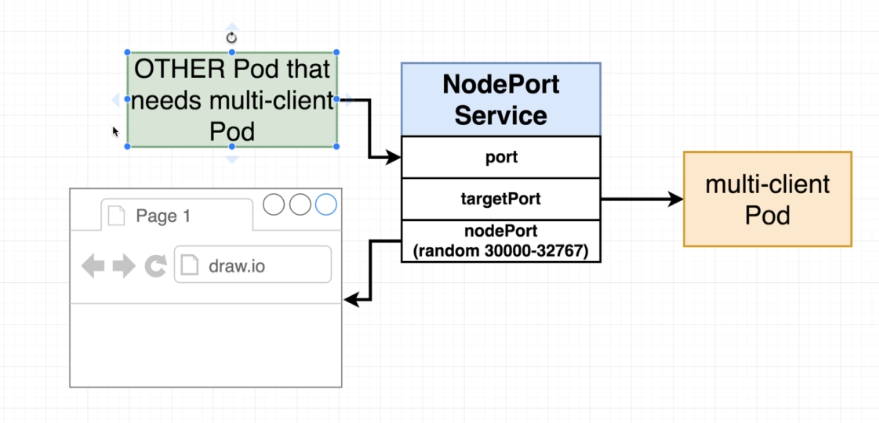 OTHER Pod that
needs multi-client
Pod
NodePort
Service
port
targetPort
nodePort
(random 30000-32767)
multi-client
Pod
Page 1
draw.io